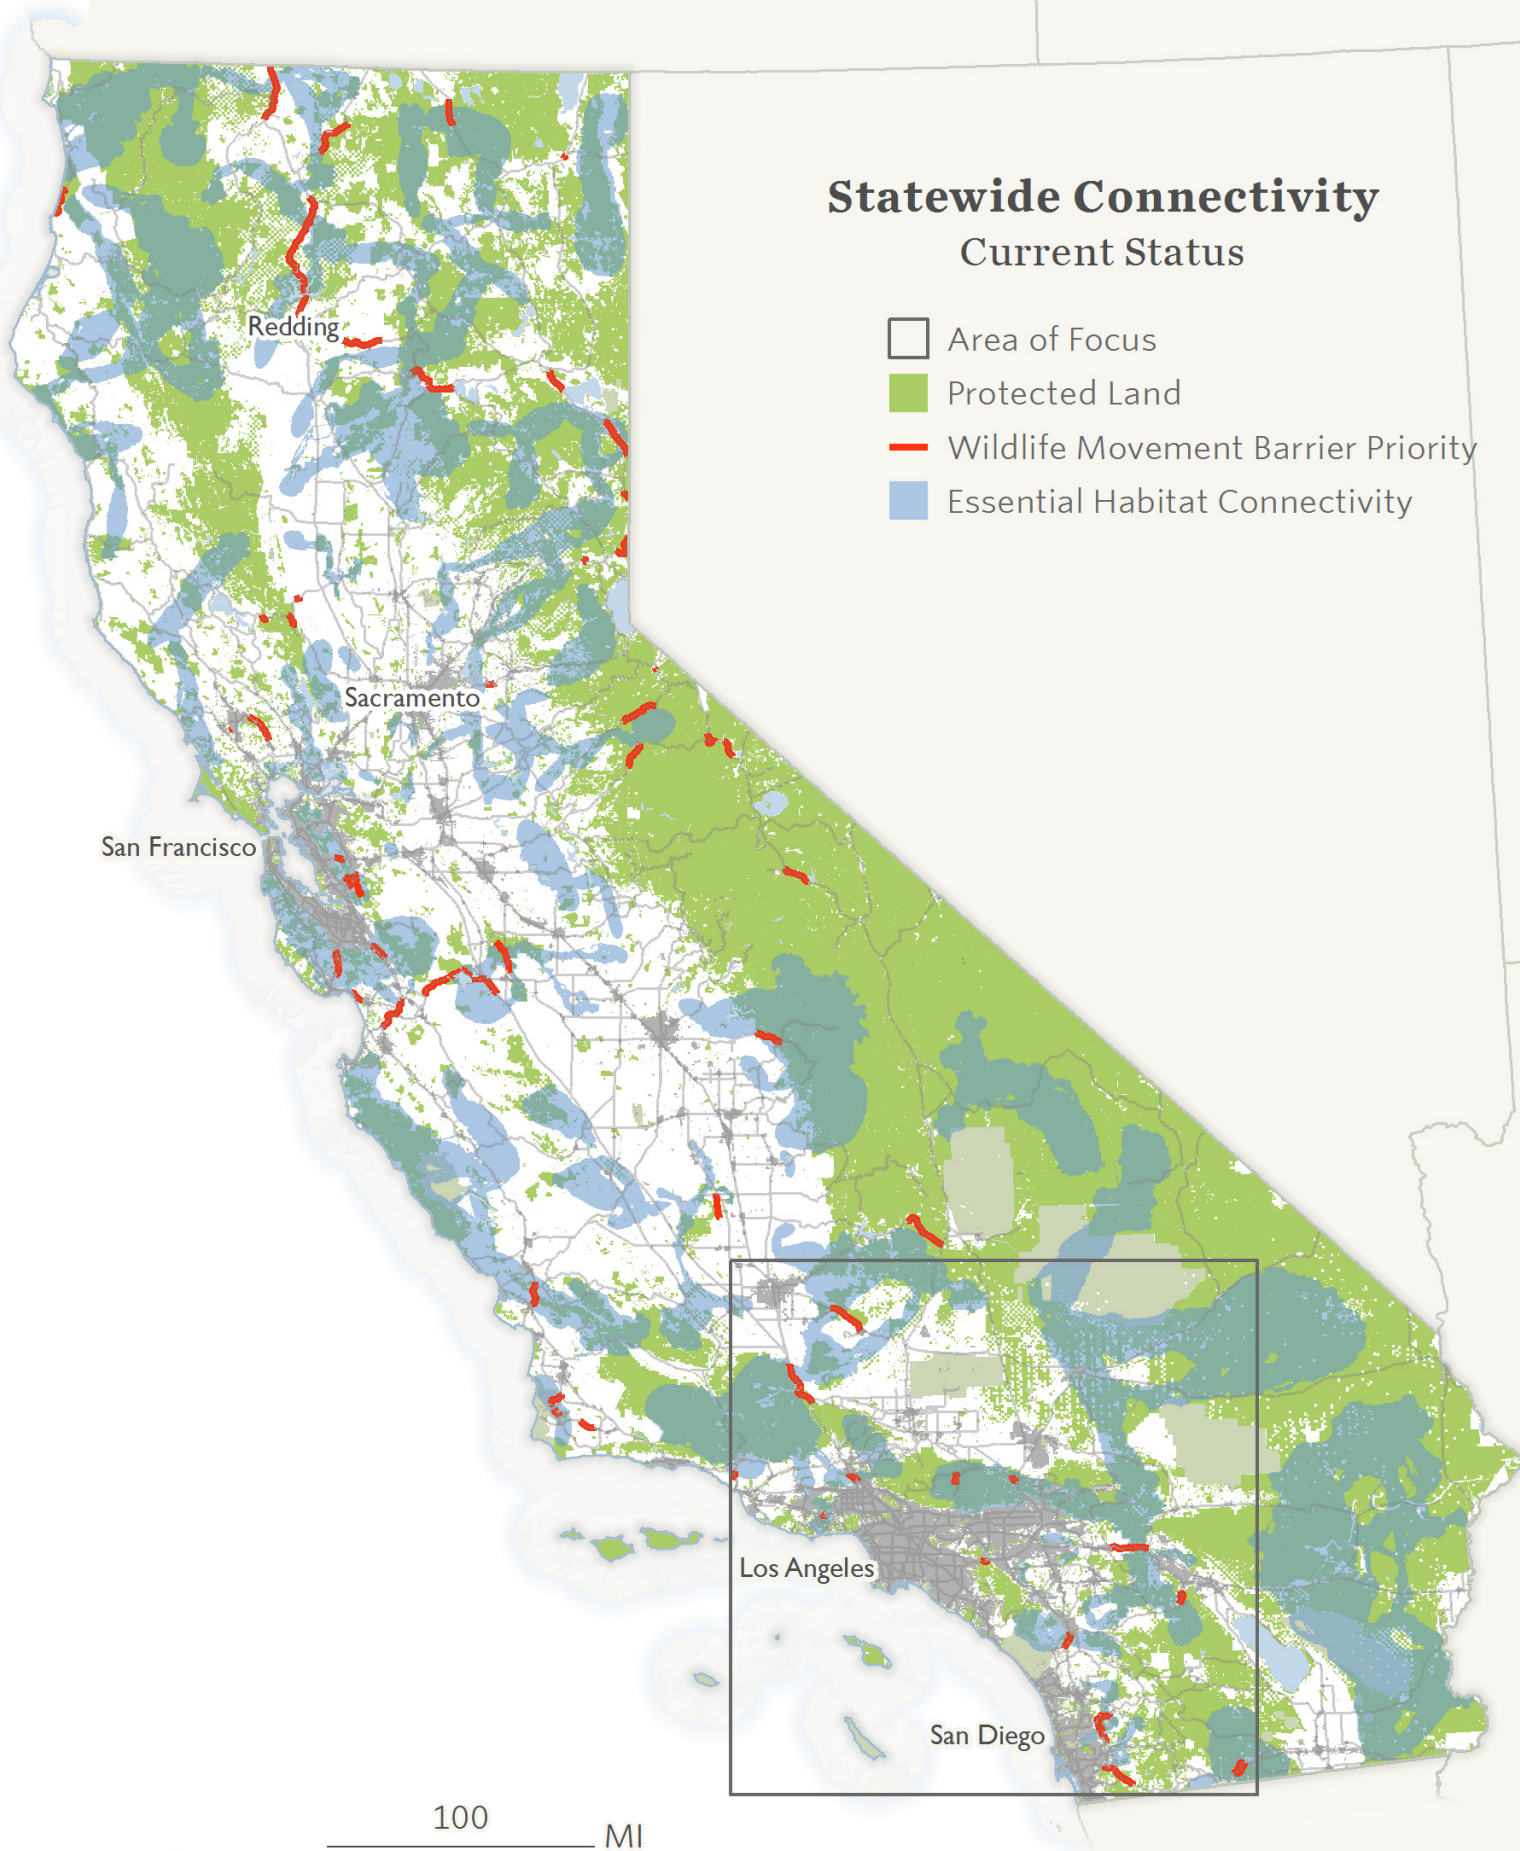 Statewide Connectivity
Current Status
Area of Focus
Protected Land
Wildlife Movement Barrier Priority
Essential Habitat Connectivity
Redding
Sacramento
San Francisco
Los Angeles
San Diego
100
MI